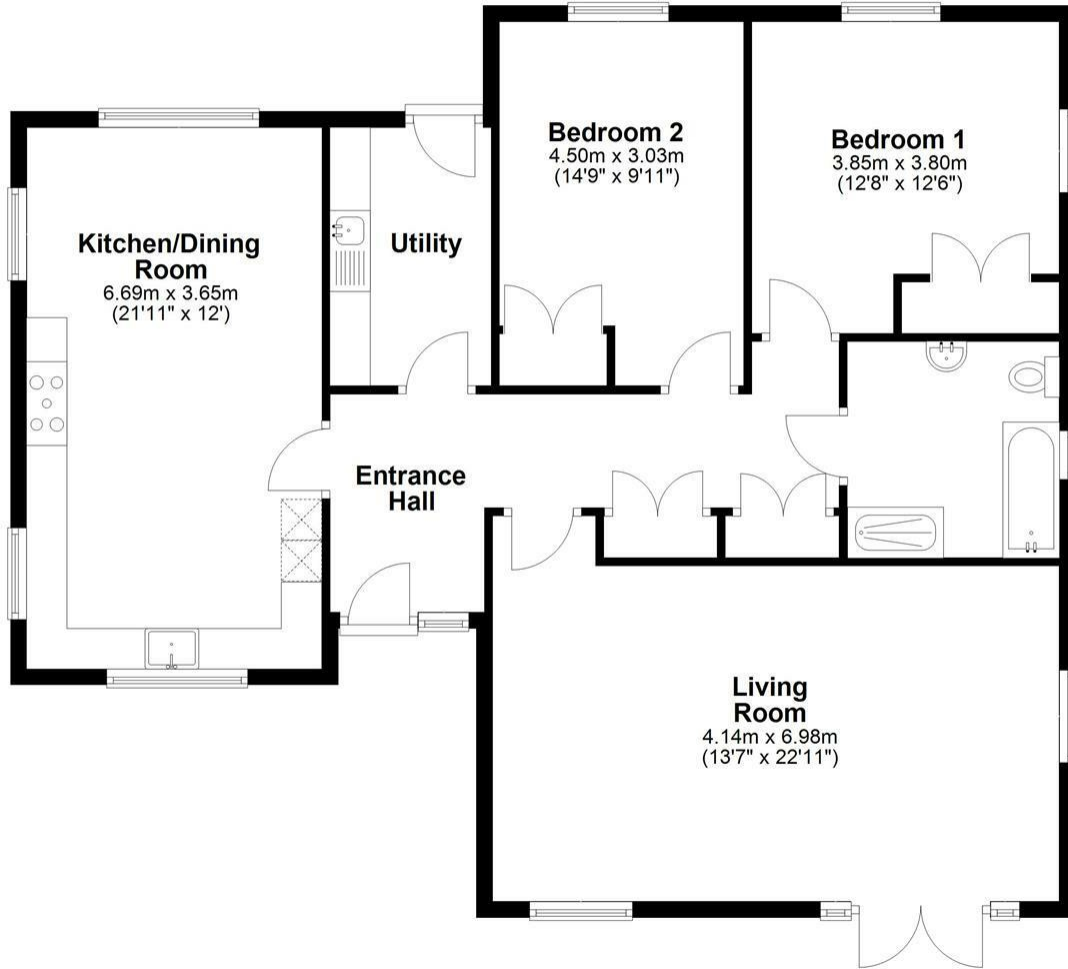 Bedroom 2
4.50m x 3.03m
(14'9" x 9'11")
Bedroom 1
3.85m x 3.80m
(12'8" x 12'6")
Kitchen/Dining
Room
6.69m x 3.65m
(21'11" x 12')
Utility
Entrance
Hall
Living
Room
4.14m x 6.98m
(13'7" x 22'11")